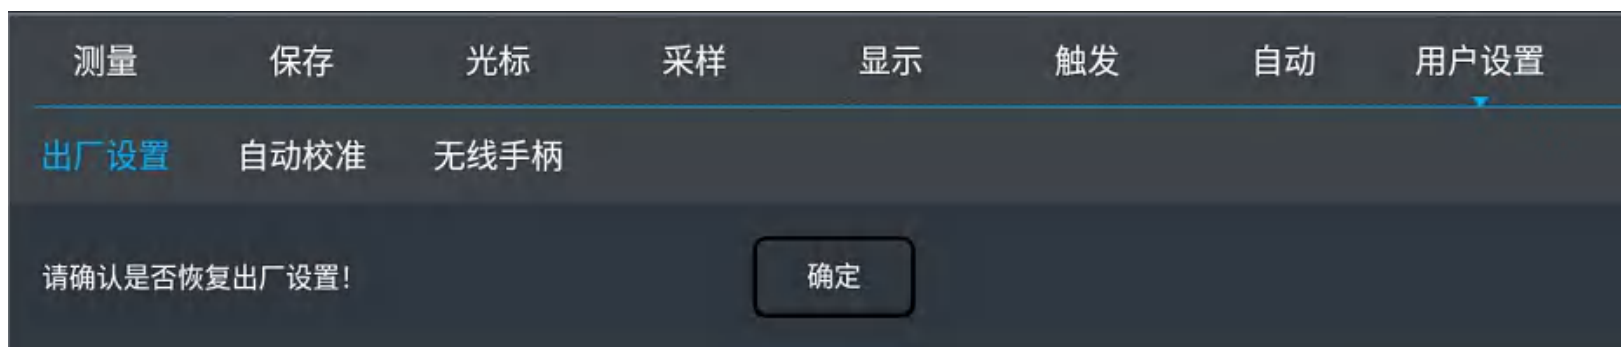 测量 保存 光标 采样 显示 触发 自动 用户设置
出厂设置 自动校准 无线手柄
请确认是否恢复出厂设置! 确定